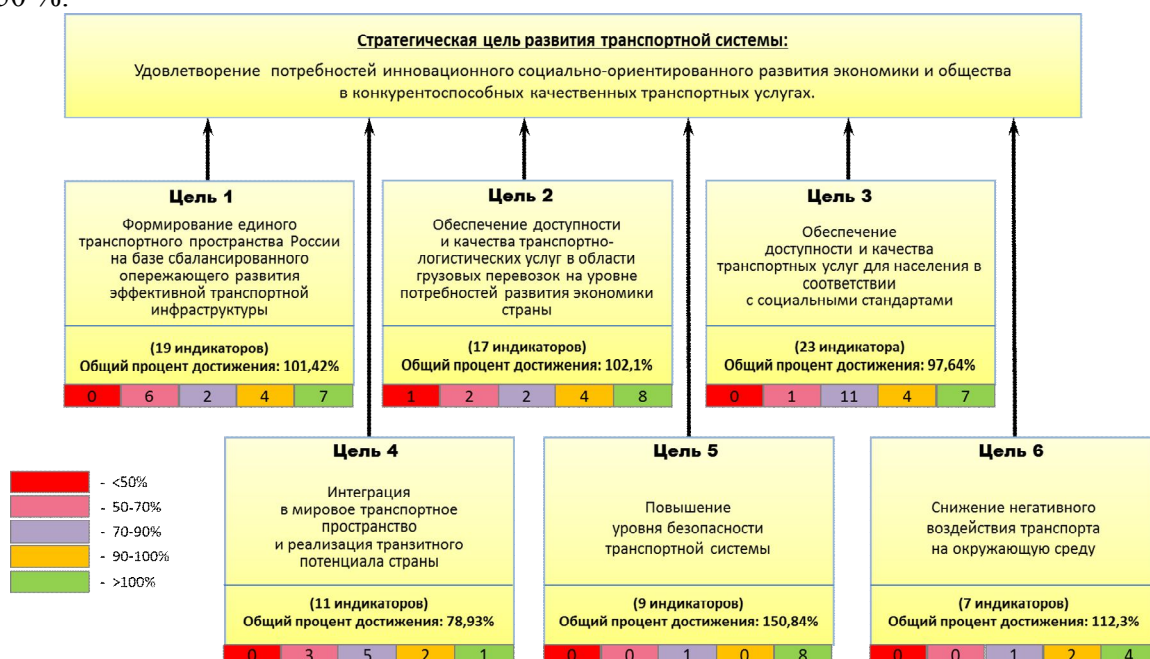 Стратегическая цель развития транспортной системы:
Удовлетворение потребностей инновационного социально-ориентированного развития экономики и общества
в конкурентоспособных качественных транспортных услугах.
Цель 1
Формирование единого
транспортного пространства России
на базе сбалансированного
опережающего развития
эффективной транспортной
инфраструктуры
(19 индикаторов)
Общий процент достижения: 101,42%
0 6 2 4 7
Цель 2
Обеспечение доступности
и качества транспортно-
логистических услуг в области
грузовых перевозок на уровне
потребностей развития экономики
страны
(17 индикаторов)
Общий процент достижения: 102,1%
1 2 2 4 8
Цель 3
Обеспечение
доступности и качества
транспортных услуг для населения в
соответствии
с социальными стандартами
(23 индикатора)
Общий процент достижения: 97,64%
0 1 11 4 7
- <50%
- 50-70%
- 70-90%
- 90-100%
- >100%
Цель 4
Интеграция
в мировое транспортное
пространство
и реализация транзитного
потенциала страны
(11 индикаторов)
Общий процент достижения: 78,93%
0 3 5 2 1
Цель 5
Повышение
уровня безопасности
транспортной системы
(9 индикаторов)
Общий процент достижения: 150,84%
0 0 1 0 8
Цель 6
Снижение негативного
воздействия транспорта
на окружающую среду
(7 индикаторов)
Общий процент достижения: 112,3%
0 0 1 2 4